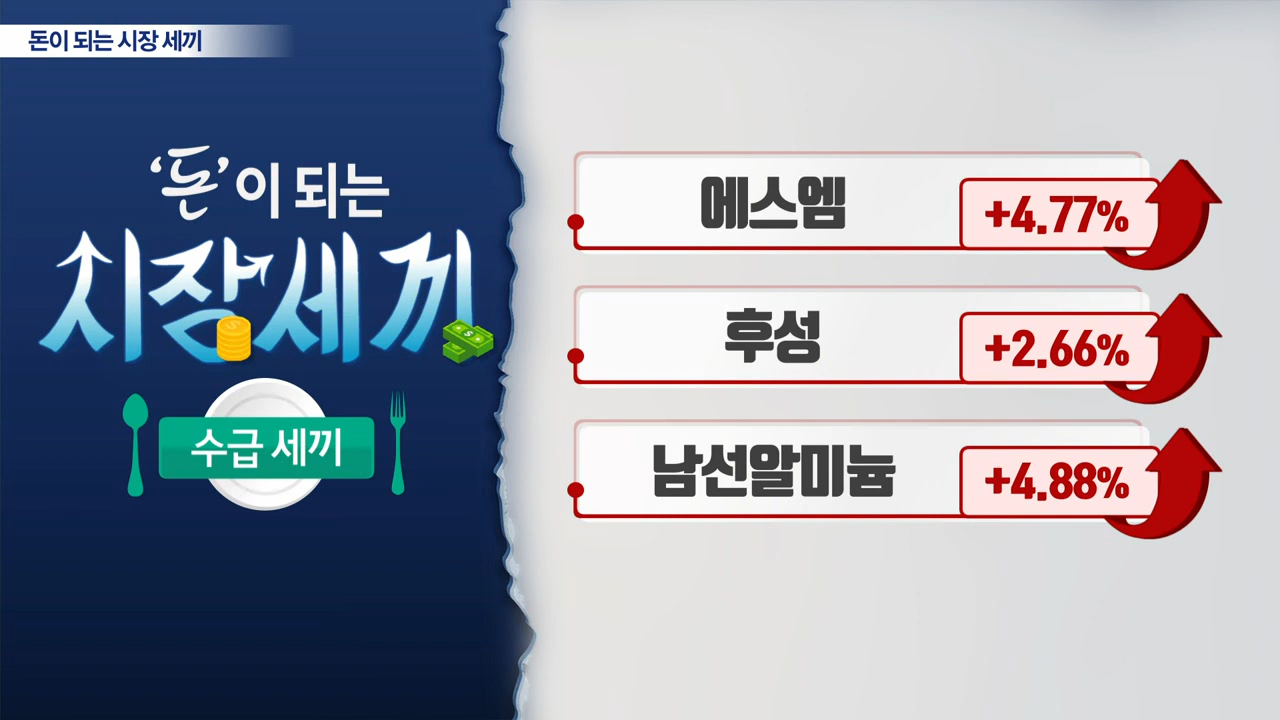 돈이 되는 시장 세끼
‘돈’이 되는
시장세끼
수급 세끼
에스엠
+4.77%
후성
+2.66%
남선알미늄
+4.88%